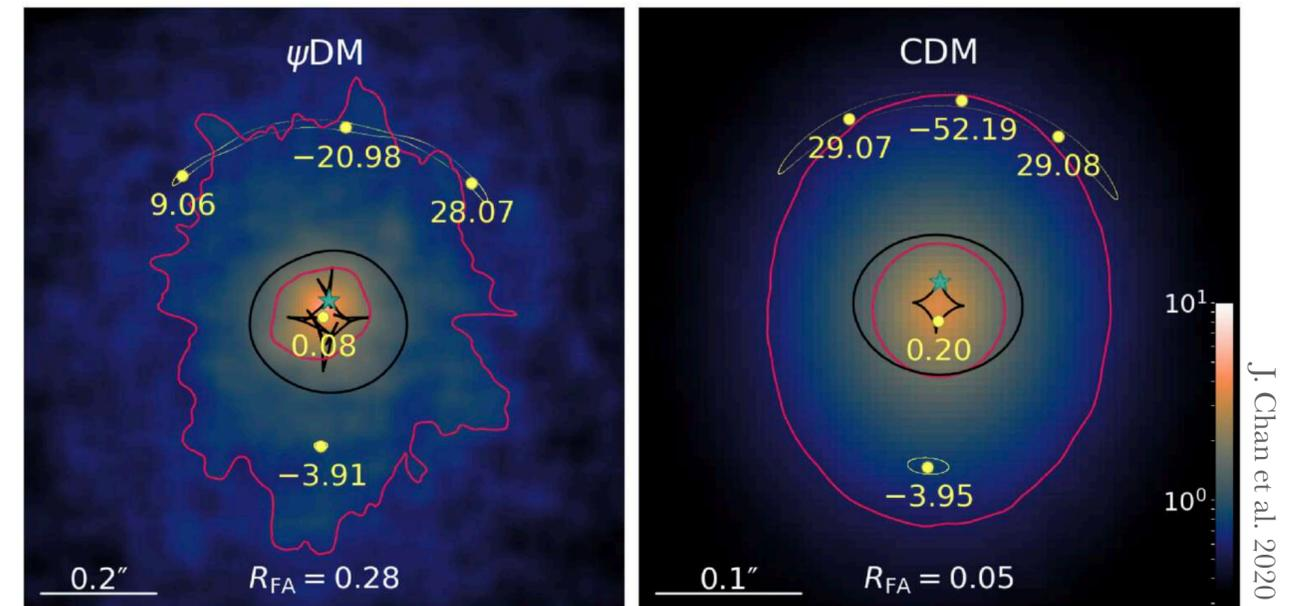 ψDM
−20.98
9.06
28.07
0.08
−3.91
0.2″
R_FA = 0.28
CDM
29.07
−52.19
29.08
0.20
−3.95
0.1″
R_FA = 0.05
10¹
10⁰
J. Chan et al. 2020